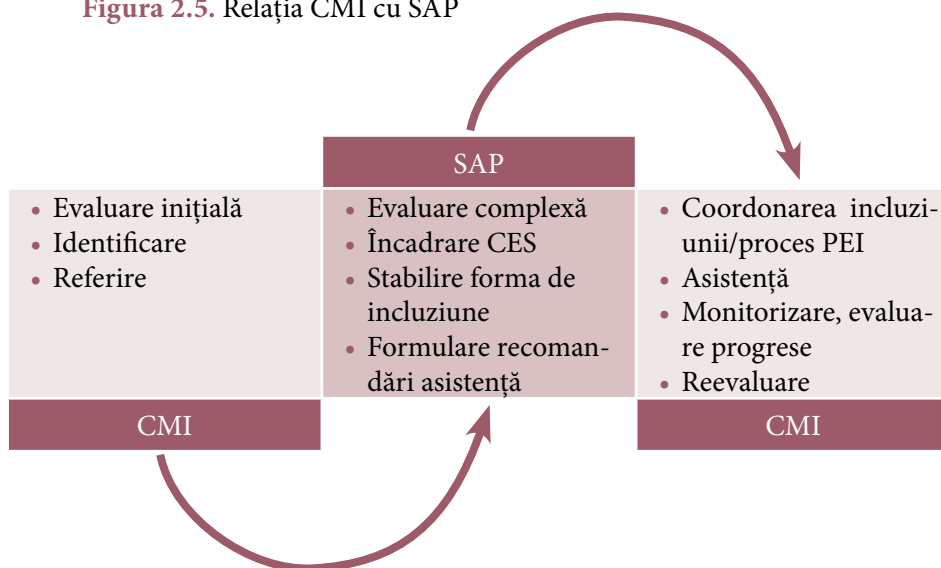 Figura 2.5. Relația CMI cu SAP
SAP
• Evaluare inițială
• Identificare
• Referire
CMI
• Evaluare complexă
• Încadrare CES
• Stabilire forma de
incluziune
• Formulare recoman-
dări asistență
• Coordonarea incluzi-
unii/proces PEI
• Asistență
• Monitorizare, evalua-
re progrese
• Reevaluare
CMI